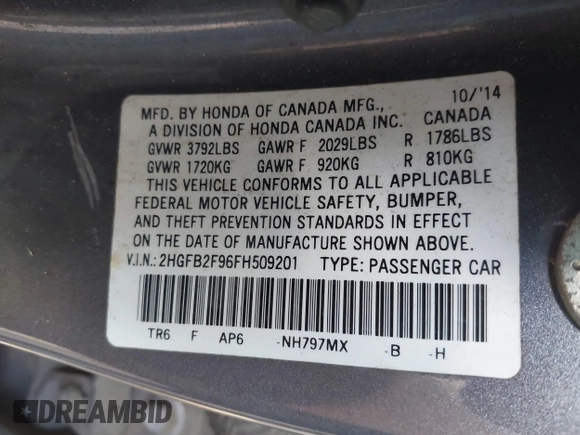 10/'14
MFD. BY HONDA OF CANADA MFG.,
A DIVISION OF HONDA CANADA INC. CANADA
GVWR 3792LBS GAWR F 2029LBS R 1786LBS
GVWR 1720KG GAWR F 920KG R 810KG
THIS VEHICLE CONFORMS TO ALL APPLICABLE
FEDERAL MOTOR VEHICLE SAFETY, BUMPER,
AND THEFT PREVENTION STANDARDS IN EFFECT
ON THE DATE OF MANUFACTURE SHOWN ABOVE.
V.I.N.: 2HGFB2F96FH509201 TYPE: PASSENGER CAR
TR6 F AP6 -NH797MX -B -H
DREAMBID